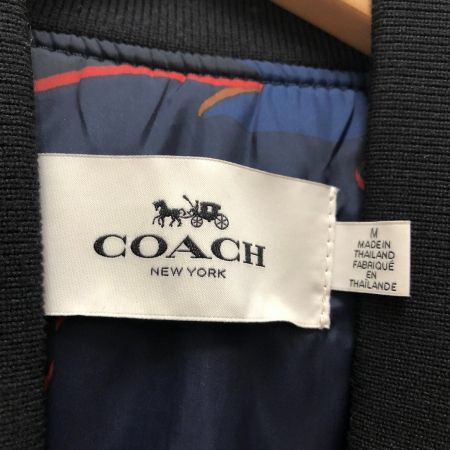 COACH
NEW YORK
M
MADE IN
THAILAND
FABRIQUÉ
EN
THAÏLANDE